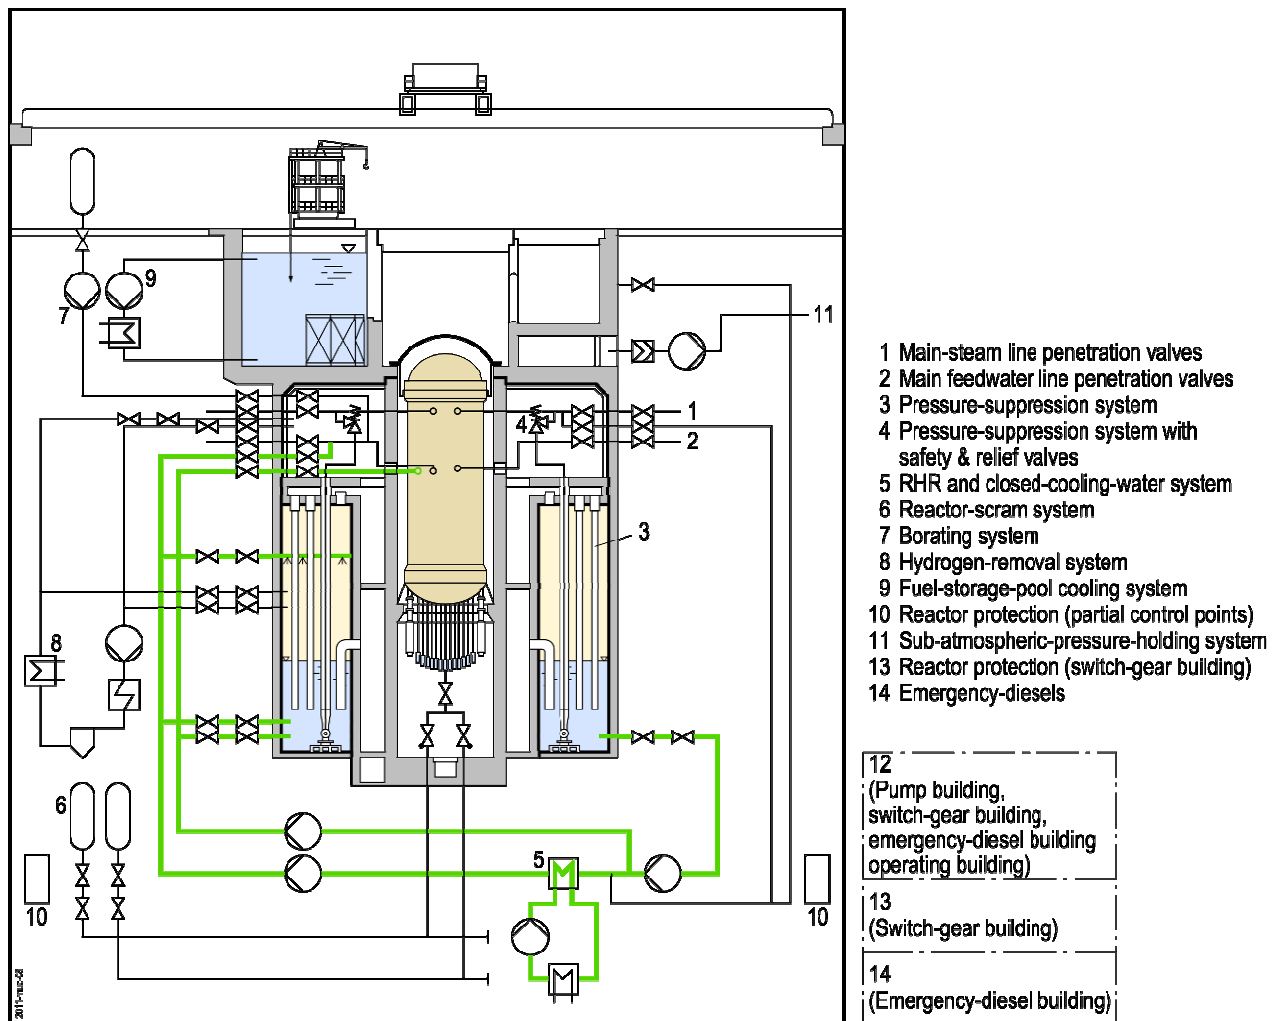 9
7
11
1
2
4
3
8
6
5
10
10
2011-nuc-08
1 Main-steam line penetration valves
2 Main feedwater line penetration valves
3 Pressure-suppression system
4 Pressure-suppression system with
safety & relief valves
5 RHR and closed-cooling-water system
6 Reactor-scram system
7 Borating system
8 Hydrogen-removal system
9 Fuel-storage-pool cooling system
10 Reactor protection (partial control points)
11 Sub-atmospheric-pressure-holding system
13 Reactor protection (switch-gear building)
14 Emergency-diesels
12
(Pump building,
switch-gear building,
emergency-diesel building
operating building)
13
(Switch-gear building)
14
(Emergency-diesel building)